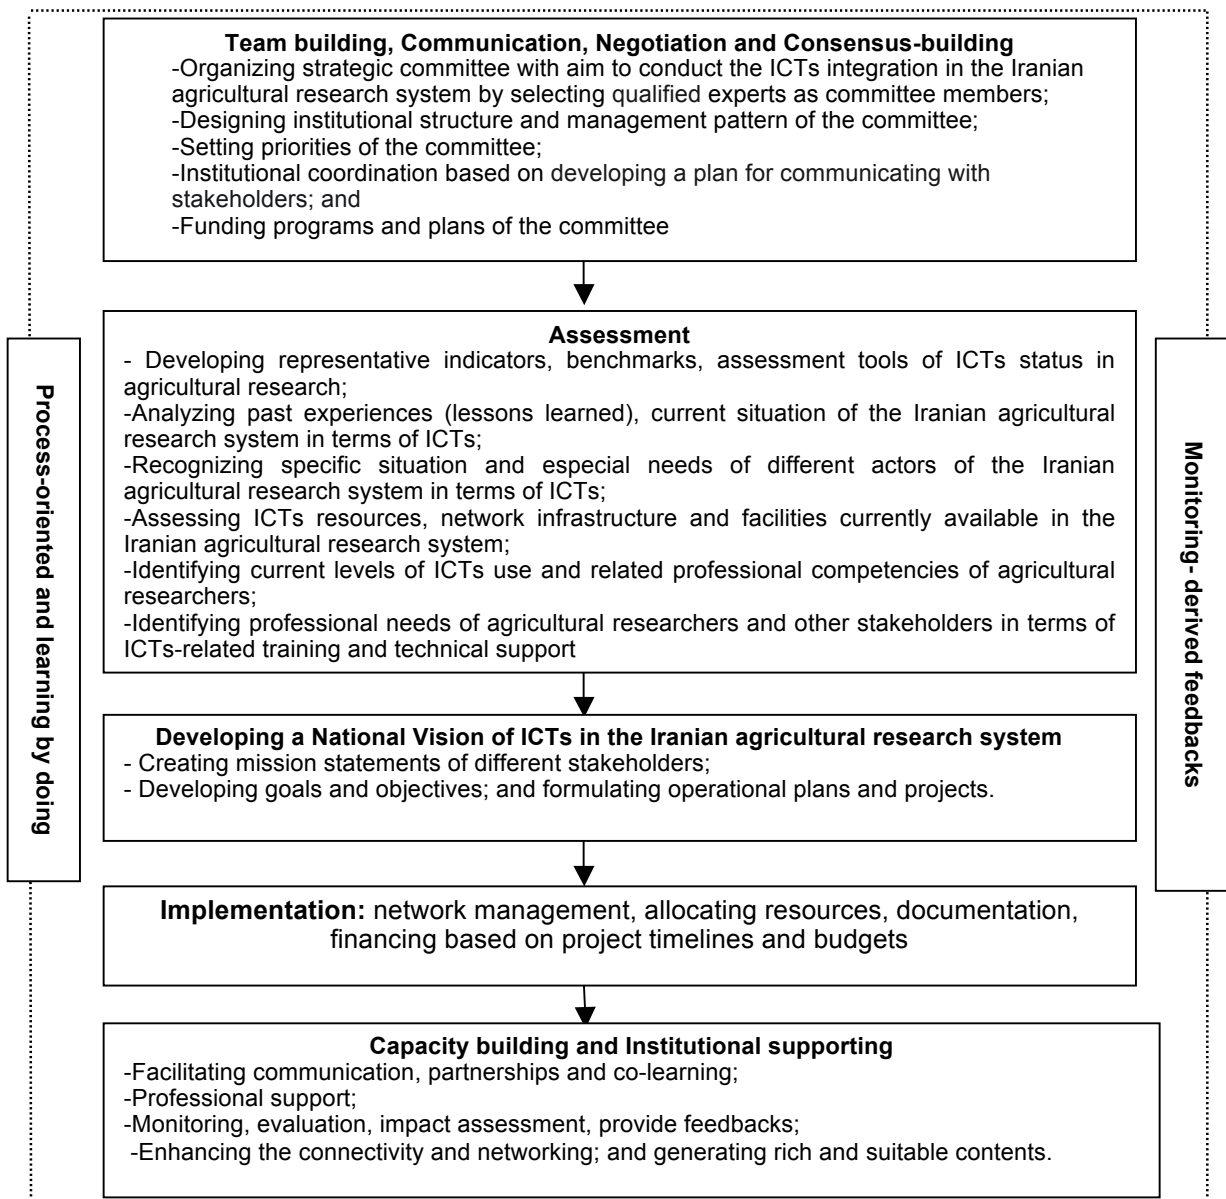 Team building, Communication, Negotiation and Consensus-building
-Organizing strategic committee with aim to conduct the ICTs integration in the Iranian
agricultural research system by selecting qualified experts as committee members;
-Designing institutional structure and management pattern of the committee;
-Setting priorities of the committee;
-Institutional coordination based on developing a plan for communicating with
stakeholders; and
-Funding programs and plans of the committee
Assessment
- Developing representative indicators, benchmarks, assessment tools of ICTs status in
agricultural research;
-Analyzing past experiences (lessons learned), current situation of the Iranian agricultural
research system in terms of ICTs;
-Recognizing specific situation and especial needs of different actors of the Iranian
agricultural research system in terms of ICTs;
-Assessing ICTs resources, network infrastructure and facilities currently available in the
Iranian agricultural research system;
-Identifying current levels of ICTs use and related professional competencies of agricultural
researchers;
-Identifying professional needs of agricultural researchers and other stakeholders in terms of
ICTs-related training and technical support
Process-oriented and learning by doing
Monitoring- derived feedbacks
Developing a National Vision of ICTs in the Iranian agricultural research system
- Creating mission statements of different stakeholders;
- Developing goals and objectives; and formulating operational plans and projects.
Implementation: network management, allocating resources, documentation,
financing based on project timelines and budgets
Capacity building and Institutional supporting
-Facilitating communication, partnerships and co-learning;
-Professional support;
-Monitoring, evaluation, impact assessment, provide feedbacks;
-Enhancing the connectivity and networking; and generating rich and suitable contents.